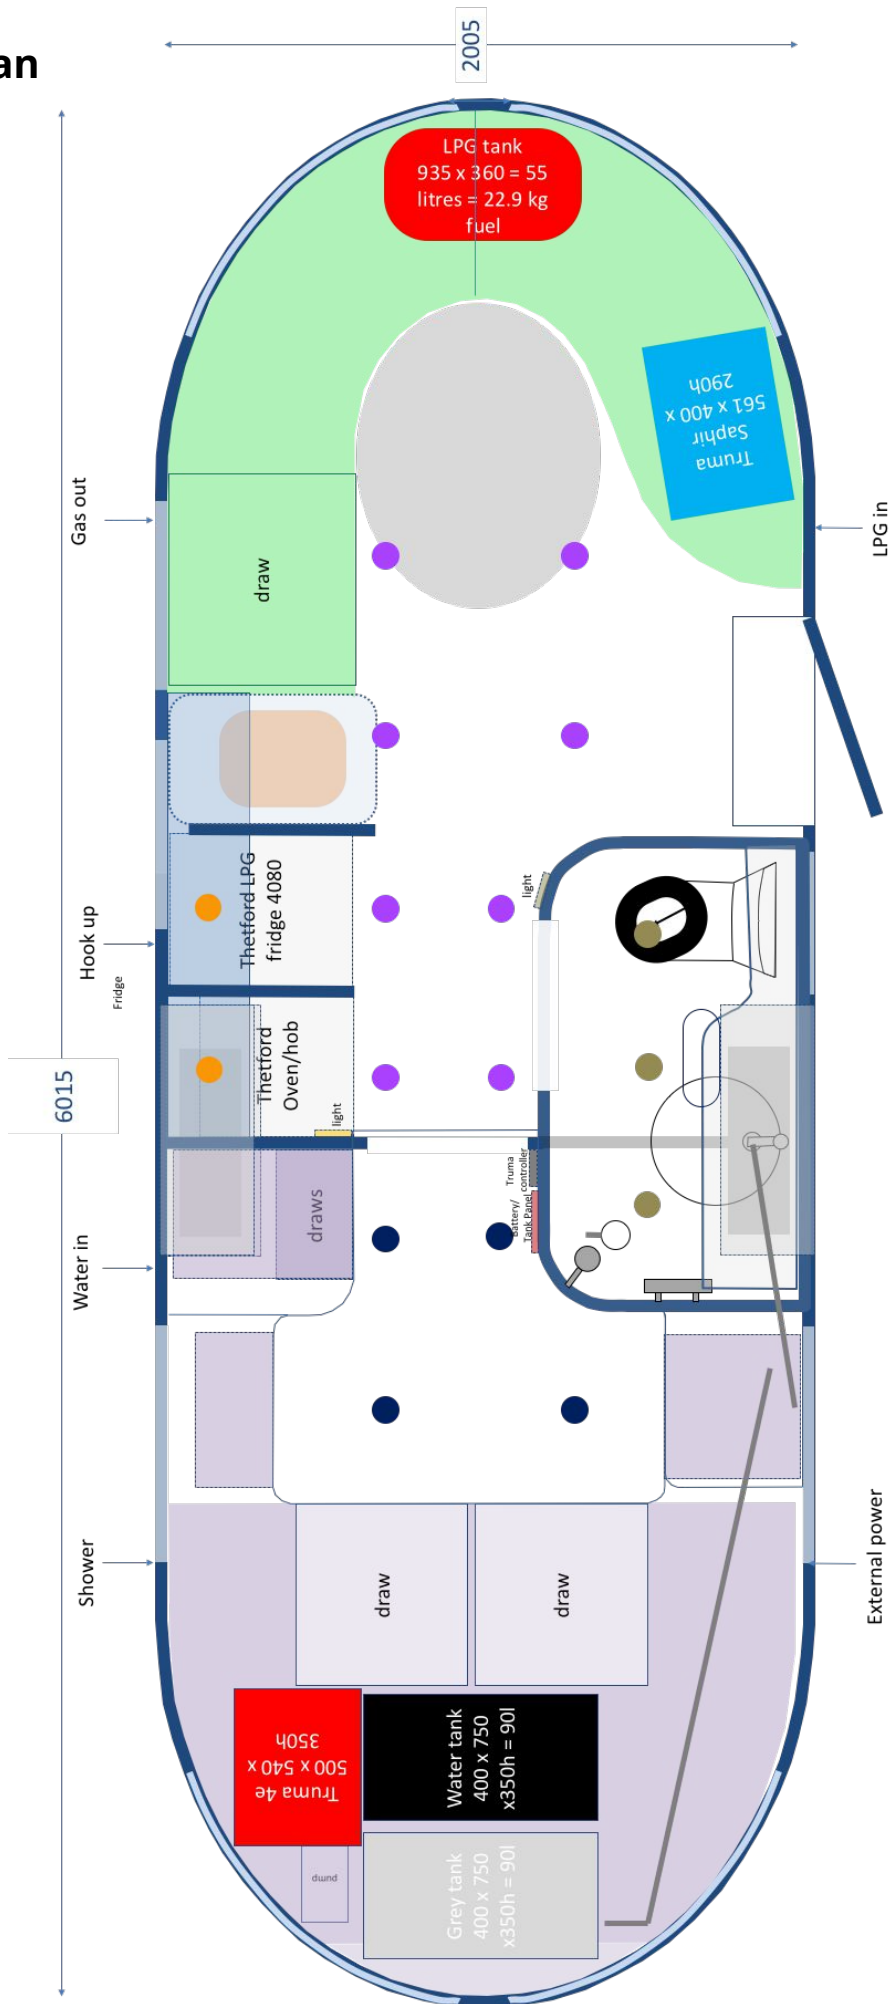 an
2005
LPG tank
935 x 360 = 55
litres = 22.9 kg
fuel
Truma
Saphir
561 x 400 x
290h
Gas out
LPG in
draw
Hook up
Fridge
Thetford LPG
fridge 4080
light
6015
Thetford
Oven/hob
light
Truma
controller
Battery/
Tank Panel
draws
Water in
Shower
External power
draw
draw
Truma 4e
500 x 540 x
350h
Water tank
400 x 750
x350h = 90l
pump
Grey tank
400 x 750
x350h = 90l